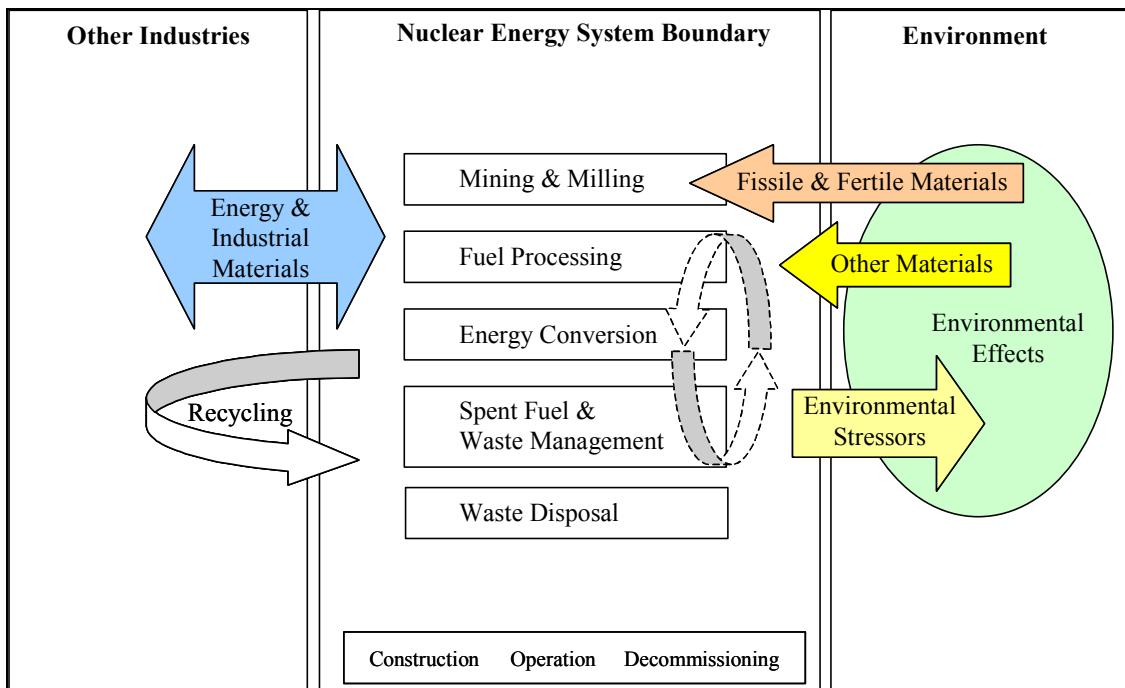 Other Industries
Nuclear Energy System Boundary
Environment
Energy &
Industrial
Materials
Recycling
Mining & Milling
Fuel Processing
Energy Conversion
Spent Fuel &
Waste Management
Waste Disposal
Construction Operation Decommissioning
Fissile & Fertile Materials
Other Materials
Environmental
Effects
Environmental
Stressors